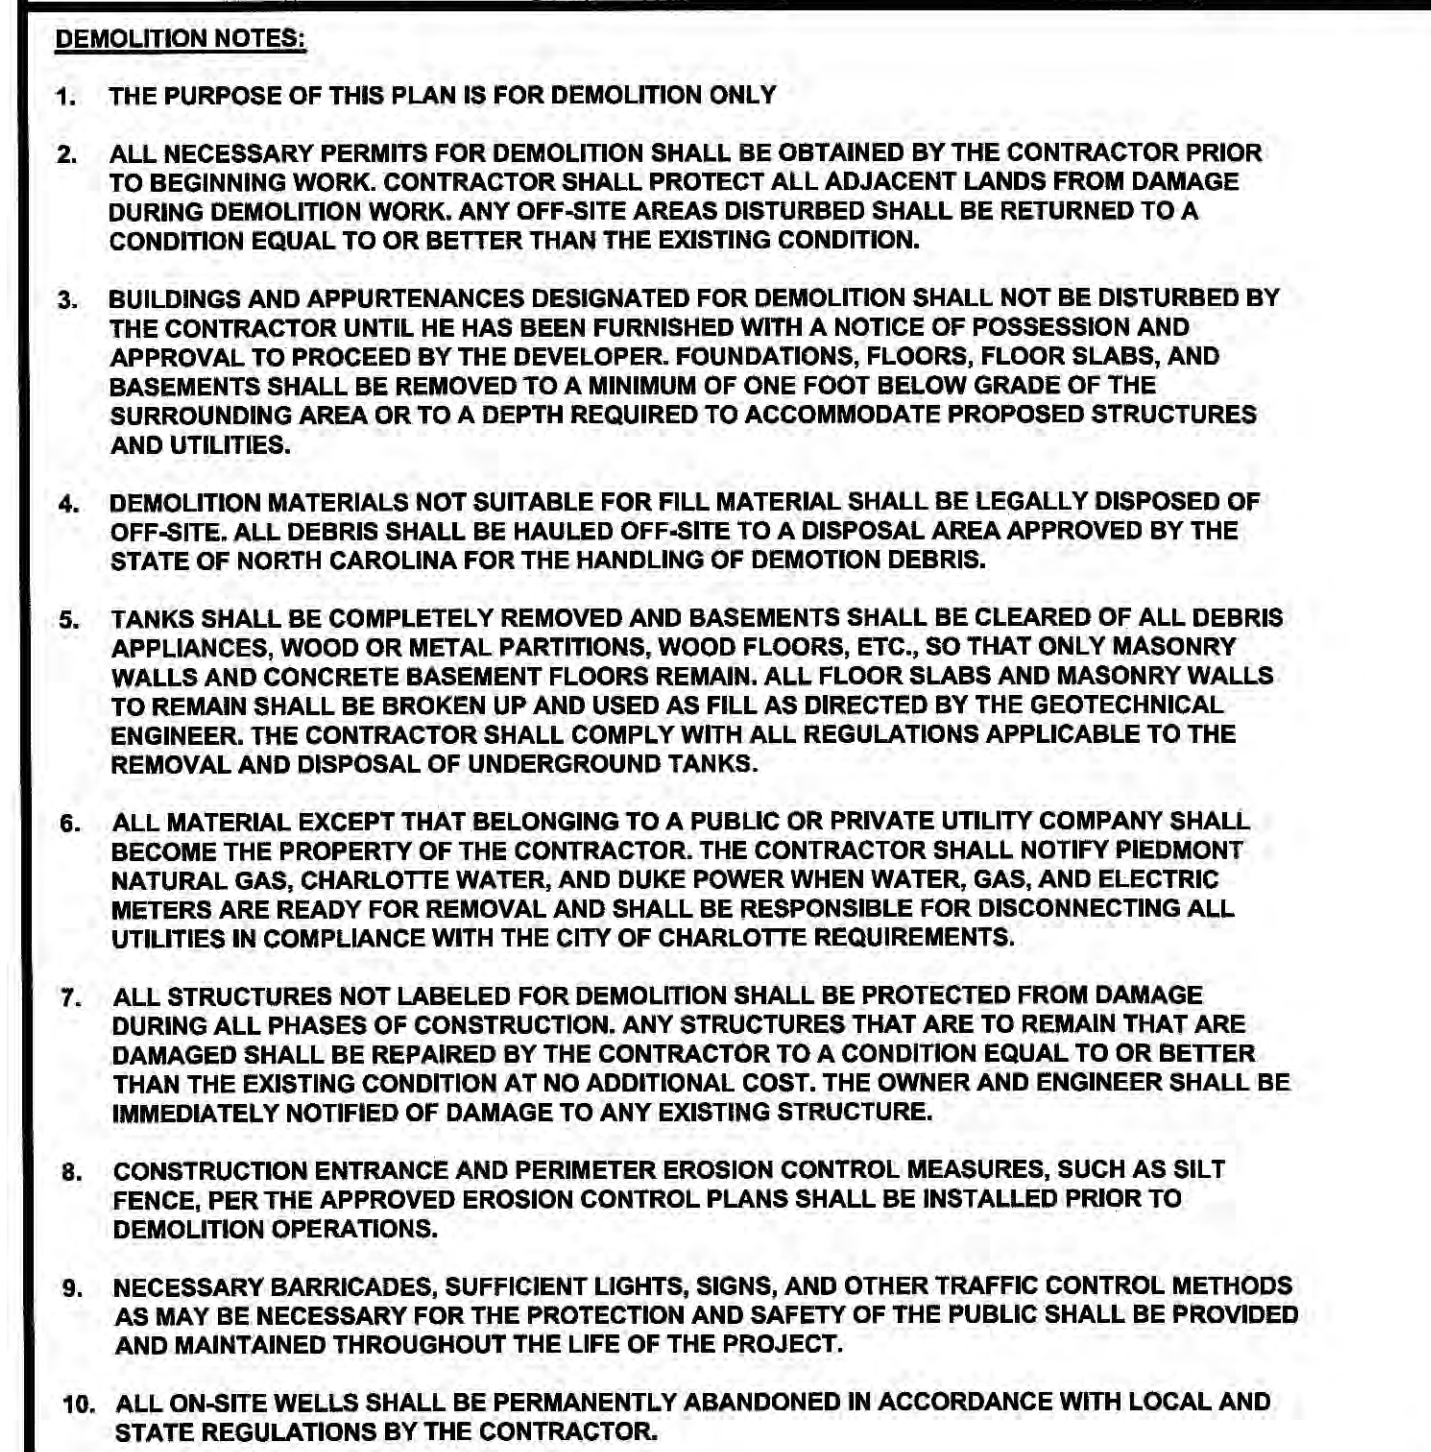 DEMOLITION NOTES:
1. THE PURPOSE OF THIS PLAN IS FOR DEMOLITION ONLY
2. ALL NECESSARY PERMITS FOR DEMOLITION SHALL BE OBTAINED BY THE CONTRACTOR PRIOR
TO BEGINNING WORK. CONTRACTOR SHALL PROTECT ALL ADJACENT LANDS FROM DAMAGE
DURING DEMOLITION WORK. ANY OFF-SITE AREAS DISTURBED SHALL BE RETURNED TO A
CONDITION EQUAL TO OR BETTER THAN THE EXISTING CONDITION.
3. BUILDINGS AND APPURTENANCES DESIGNATED FOR DEMOLITION SHALL NOT BE DISTURBED BY
THE CONTRACTOR UNTIL HE HAS BEEN FURNISHED WITH A NOTICE OF POSSESSION AND
APPROVAL TO PROCEED BY THE DEVELOPER. FOUNDATIONS, FLOORS, FLOOR SLABS, AND
BASEMENTS SHALL BE REMOVED TO A MINIMUM OF ONE FOOT BELOW GRADE OF THE
SURROUNDING AREA OR TO A DEPTH REQUIRED TO ACCOMMODATE PROPOSED STRUCTURES
AND UTILITIES.
4. DEMOLITION MATERIALS NOT SUITABLE FOR FILL MATERIAL SHALL BE LEGALLY DISPOSED OF
OFF-SITE. ALL DEBRIS SHALL BE HAULED OFF-SITE TO A DISPOSAL AREA APPROVED BY THE
STATE OF NORTH CAROLINA FOR THE HANDLING OF DEMOTION DEBRIS.
5. TANKS SHALL BE COMPLETELY REMOVED AND BASEMENTS SHALL BE CLEARED OF ALL DEBRIS
APPLIANCES, WOOD OR METAL PARTITIONS, WOOD FLOORS, ETC., SO THAT ONLY MASONRY
WALLS AND CONCRETE BASEMENT FLOORS REMAIN. ALL FLOOR SLABS AND MASONRY WALLS
TO REMAIN SHALL BE BROKEN UP AND USED AS FILL AS DIRECTED BY THE GEOTECHNICAL
ENGINEER. THE CONTRACTOR SHALL COMPLY WITH ALL REGULATIONS APPLICABLE TO THE
REMOVAL AND DISPOSAL OF UNDERGROUND TANKS.
6. ALL MATERIAL EXCEPT THAT BELONGING TO A PUBLIC OR PRIVATE UTILITY COMPANY SHALL
BECOME THE PROPERTY OF THE CONTRACTOR. THE CONTRACTOR SHALL NOTIFY PIEDMONT
NATURAL GAS, CHARLOTTE WATER, AND DUKE POWER WHEN WATER, GAS, AND ELECTRIC
METERS ARE READY FOR REMOVAL AND SHALL BE RESPONSIBLE FOR DISCONNECTING ALL
UTILITIES IN COMPLIANCE WITH THE CITY OF CHARLOTTE REQUIREMENTS.
7. ALL STRUCTURES NOT LABELED FOR DEMOLITION SHALL BE PROTECTED FROM DAMAGE
DURING ALL PHASES OF CONSTRUCTION. ANY STRUCTURES THAT ARE TO REMAIN THAT ARE
DAMAGED SHALL BE REPAIRED BY THE CONTRACTOR TO A CONDITION EQUAL TO OR BETTER
THAN THE EXISTING CONDITION AT NO ADDITIONAL COST. THE OWNER AND ENGINEER SHALL BE
IMMEDIATELY NOTIFIED OF DAMAGE TO ANY EXISTING STRUCTURE.
8. CONSTRUCTION ENTRANCE AND PERIMETER EROSION CONTROL MEASURES, SUCH AS SILT
FENCE, PER THE APPROVED EROSION CONTROL PLANS SHALL BE INSTALLED PRIOR TO
DEMOLITION OPERATIONS.
9. NECESSARY BARRICADES, SUFFICIENT LIGHTS, SIGNS, AND OTHER TRAFFIC CONTROL METHODS
AS MAY BE NECESSARY FOR THE PROTECTION AND SAFETY OF THE PUBLIC SHALL BE PROVIDED
AND MAINTAINED THROUGHOUT THE LIFE OF THE PROJECT.
10. ALL ON-SITE WELLS SHALL BE PERMANENTLY ABANDONED IN ACCORDANCE WITH LOCAL AND
STATE REGULATIONS BY THE CONTRACTOR.